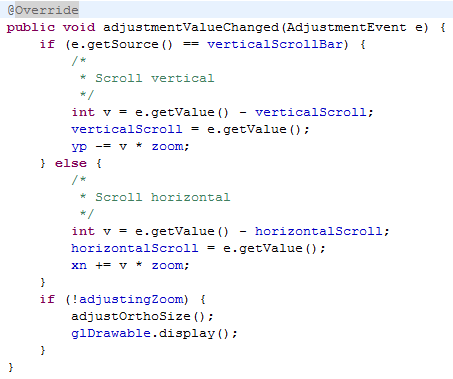 @Override
public void adjustmentValueChanged(AdjustmentEvent e) {
    if (e.getSource() == verticalScrollBar) {
        /*
         * Scroll vertical
         */
        int v = e.getValue() - verticalScroll;
        verticalScroll = e.getValue();
        yp -= v * zoom;
    } else {
        /*
         * Scroll horizontal
         */
        int v = e.getValue() - horizontalScroll;
        horizontalScroll = e.getValue();
        xn += v * zoom;
    }
    if (!adjustingZoom) {
        adjustOrthoSize();
        glDrawable.display();
    }
}